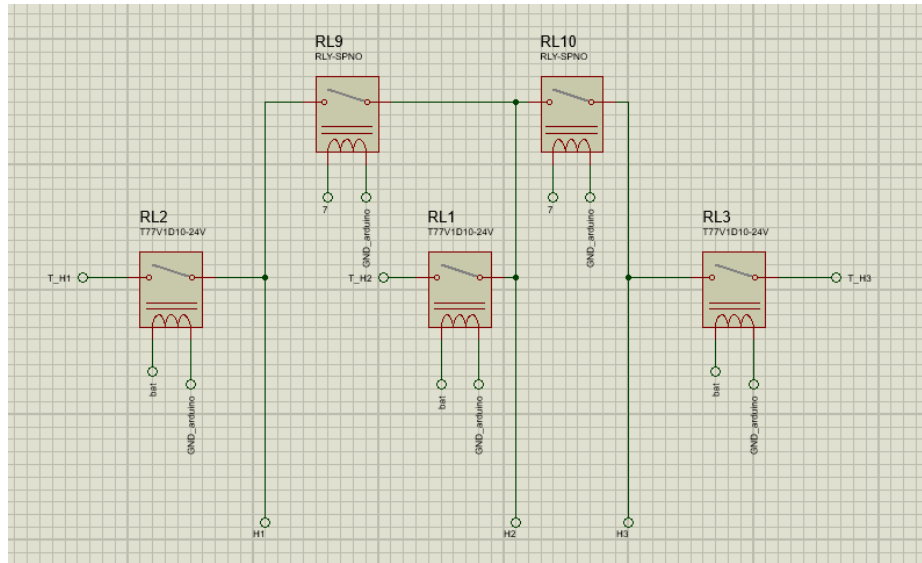 RL9
RLY-SPNO
RL10
RLY-SPNO
7
GND_arduino
7
GND_arduino
RL2
T77V1D10-24V
RL1
T77V1D10-24V
RL3
T77V1D10-24V
T_H1
T_H2
T_H3
bat
GND_arduino
bat
GND_arduino
bat
GND_arduino
H1
H2
H3